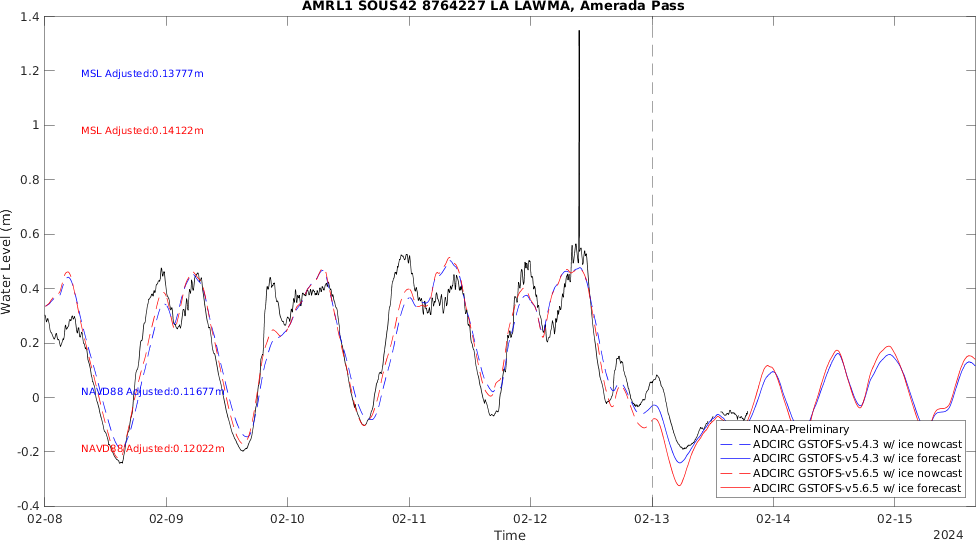 AMRL1 SOUS42 8764227 LA LAWMA, Amerada Pass
1.4
1.2
1
0.8
0.6
0.4
0.2
0
-0.2
-0.4
Water Level (m)
MSL Adjusted:0.13777m
MSL Adjusted:0.14122m
NAVD88 Adjusted:0.11677m
NAVD88 Adjusted:0.12022m
NOAA-Preliminary
ADCIRC GSTOFS-v5.4.3 w/ ice nowcast
ADCIRC GSTOFS-v5.4.3 w/ ice forecast
ADCIRC GSTOFS-v5.6.5 w/ ice nowcast
ADCIRC GSTOFS-v5.6.5 w/ ice forecast
02-08 02-09 02-10 02-11 02-12 02-13 02-14 02-15
Time
2024